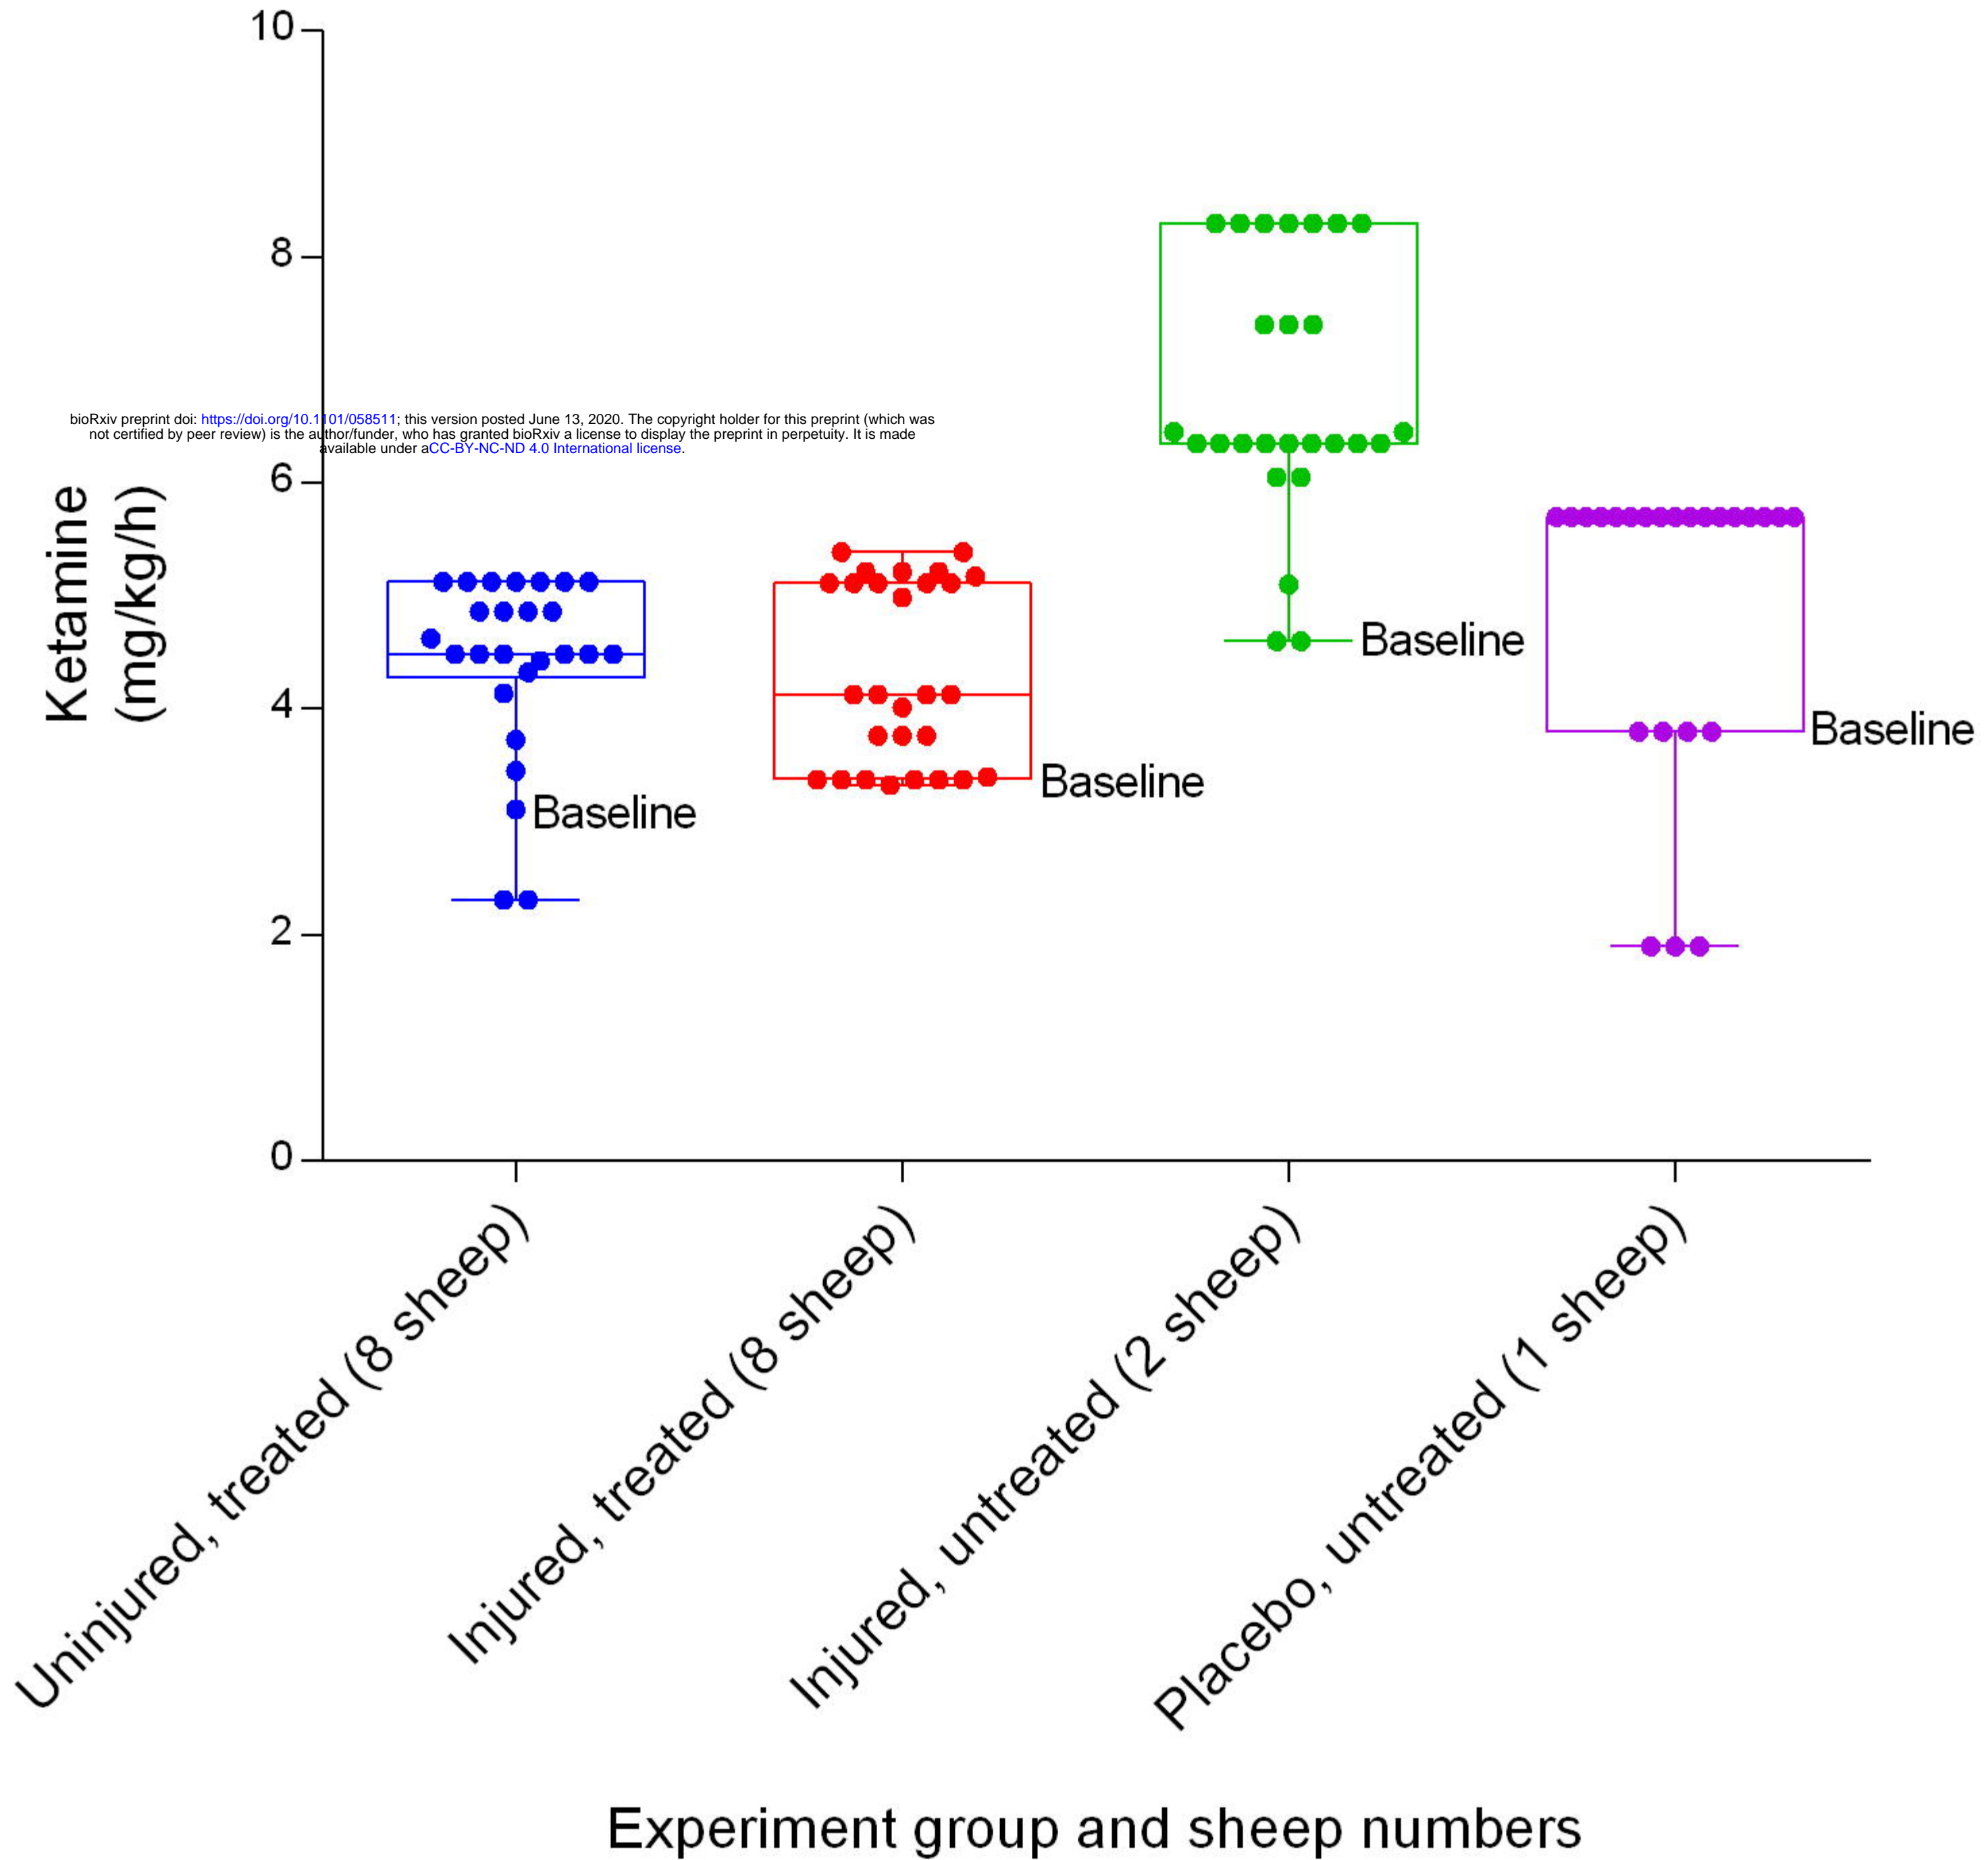 10
8
bioRxiv preprint doi: https://doi.org/10.1101/058511; this version posted June 13, 2020. The copyright holder for this preprint (which was
not certified by peer review) is the author/funder, who has granted bioRxiv a license to display the preprint in perpetuity. It is made
available under aCC-BY-NC-ND 4.0 International license.
6
4
2
0
Ketamine
(mg/kg/h)
Baseline
Baseline
Baseline
Baseline
Uninjured, treated (8 sheep)
Injured, treated (8 sheep)
Injured, untreated (2 sheep)
Placebo, untreated (1 sheep)
Experiment group and sheep numbers